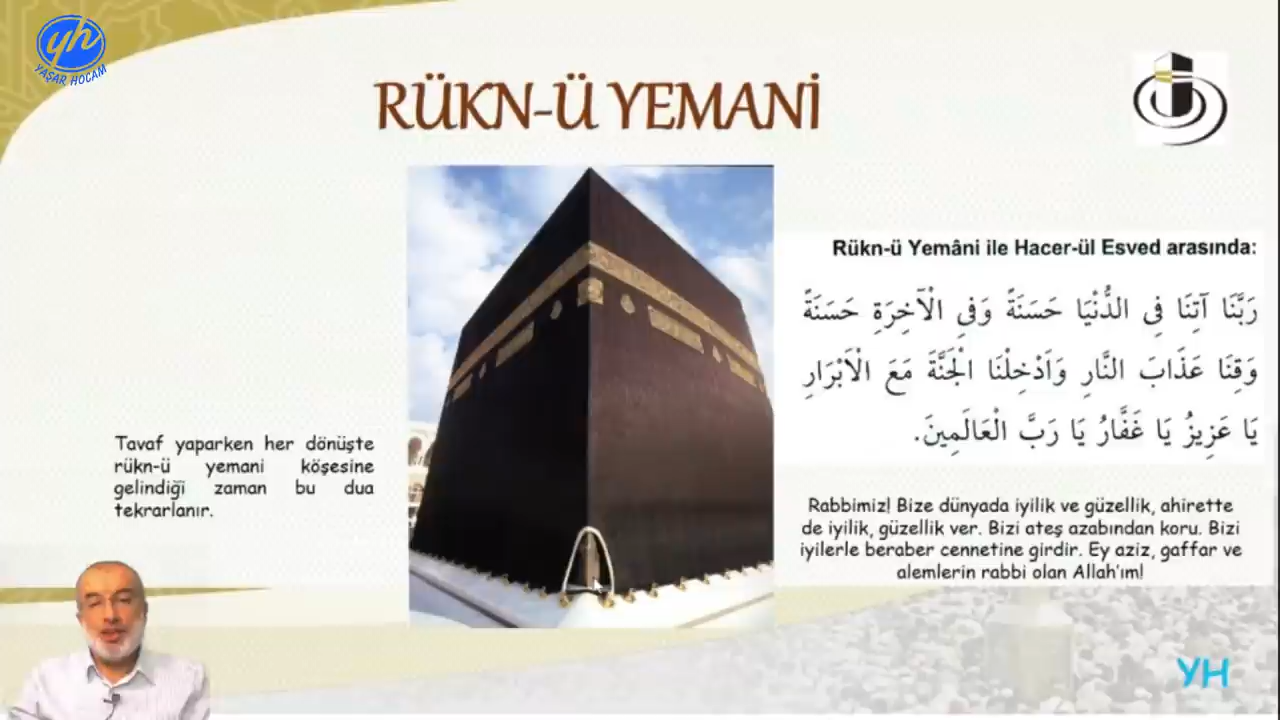 yh
YAŞAR HOCAM
RÜKN-Ü YEMANİ
Rükn-ü Yemâni ile Hacer-ül Esved arasında:
رَبَّنَا آتِنَا فِي الدُّنْيَا حَسَنَةً وَفِي الْآخِرَةِ حَسَنَةً
وَقِنَا عَذَابَ النَّارِ وَاَدْخِلْنَا الْجَنَّةَ مَعَ الْاَبْرَارِ
يَا عَزِيزُ يَا غَفَّارُ يَا رَبَّ الْعَالَمِينَ.
Tavaf yaparken her dönüşte
rükn-ü yemani köşesine
gelindiği zaman bu dua
tekrarlanır.
Rabbimiz! Bize dünyada iyilik ve güzellik, ahirette
de iyilik, güzellik ver. Bizi ateş azabından koru. Bizi
iyilerle beraber cennetine girdir. Ey aziz, gaffar ve
alemlerin rabbi olan Allah'ım!
YH